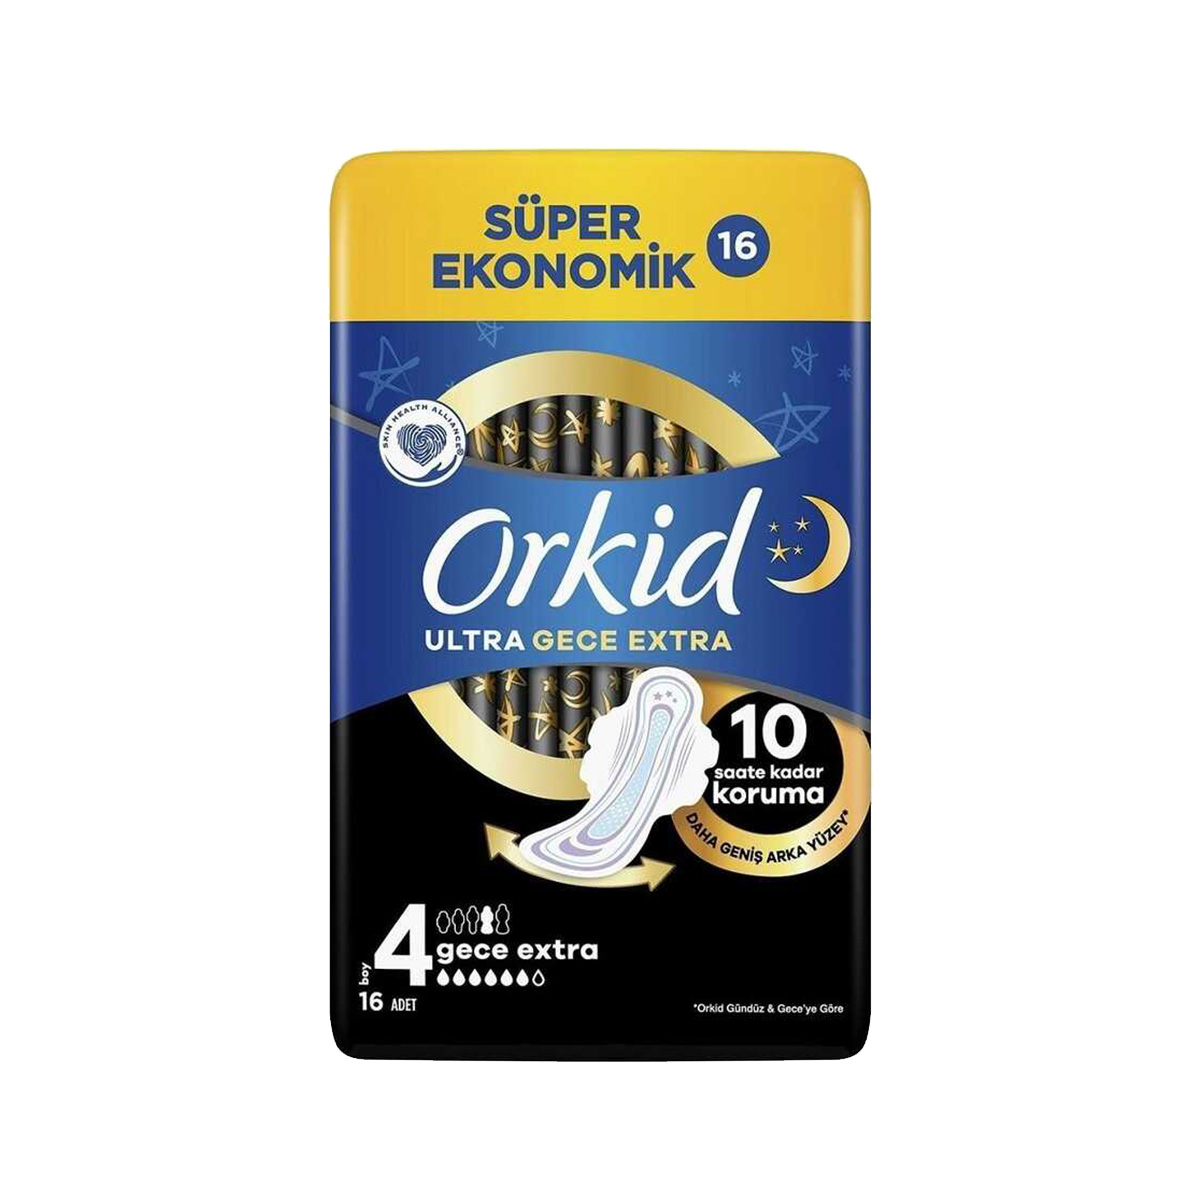 SÜPER
EKONOMİK
16
SKIN HEALTH ALLIANCE®
Orkid
ULTRA GECE EXTRA
10
saate kadar
koruma
DAHA GENİŞ ARKA YÜZEY*
boy 4
gece extra
16 ADET
*Orkid Gündüz & Gece'ye Göre